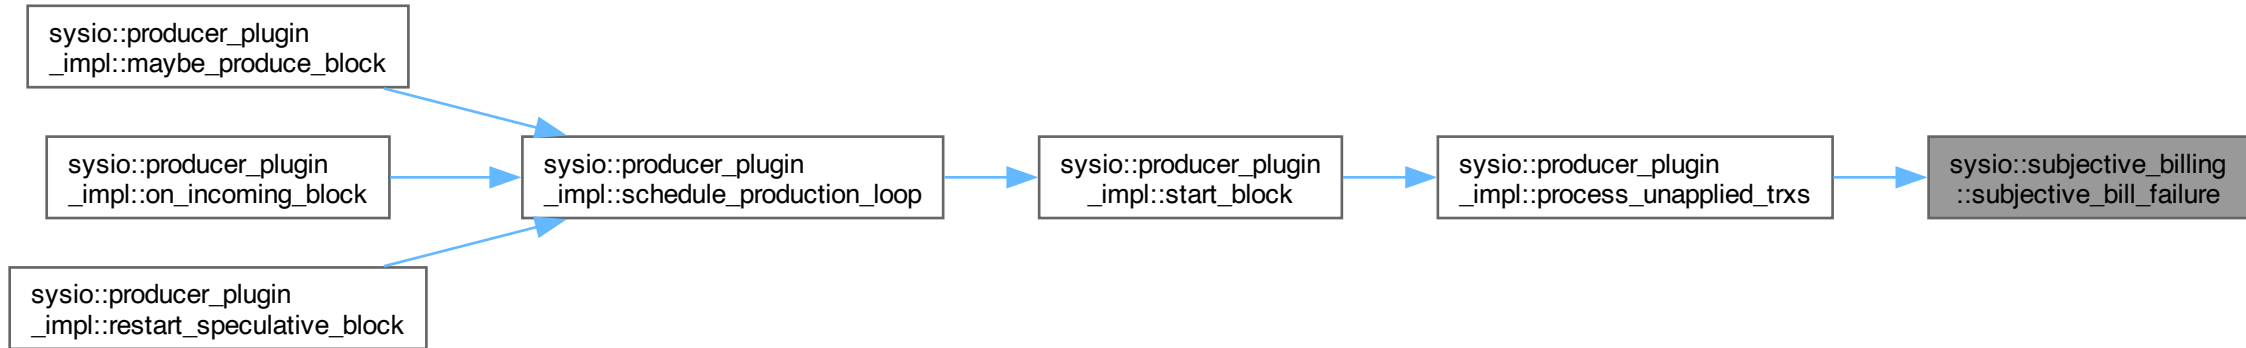 sysio::producer_plugin
_impl::maybe_produce_block
sysio::producer_plugin
_impl::on_incoming_block
sysio::producer_plugin
_impl::restart_speculative_block
sysio::producer_plugin
_impl::schedule_production_loop
sysio::producer_plugin
_impl::start_block
sysio::producer_plugin
_impl::process_unapplied_trxs
sysio::subjective_billing
::subjective_bill_failure